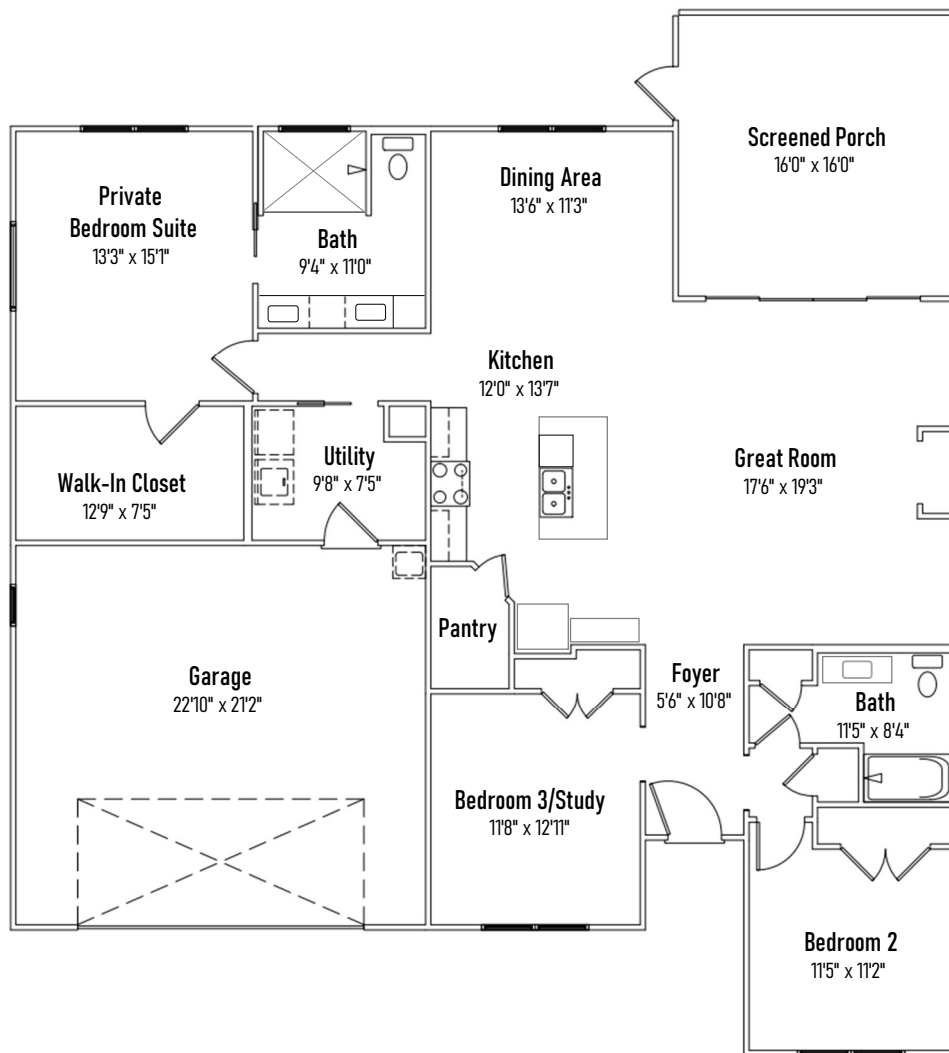 Screened Porch
16'0" x 16'0"
Private
Bedroom Suite
13'3" x 15'1"
Dining Area
13'6" x 11'3"
Bath
9'4" x 11'0"
Kitchen
12'0" x 13'7"
Walk-In Closet
12'9" x 7'5"
Utility
9'8" x 7'5"
Great Room
17'6" x 19'3"
Pantry
Garage
22'10" x 21'2"
Foyer
5'6" x 10'8"
Bath
11'5" x 8'4"
Bedroom 3/Study
11'8" x 12'11"
Bedroom 2
11'5" x 11'2"